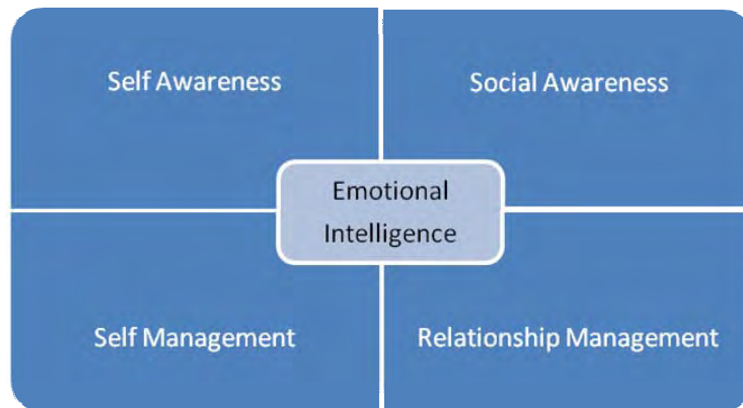 Self Awareness
Social Awareness
Emotional
Intelligence
Self Management
Relationship Management